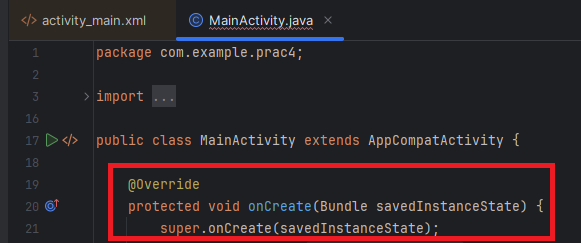 activity_main.xml MainActivity.java
1 package com.example.prac4;
2
3 import ...
16
17 public class MainActivity extends AppCompatActivity {
18
19 @Override
20 protected void onCreate(Bundle savedInstanceState) {
21 super.onCreate(savedInstanceState);